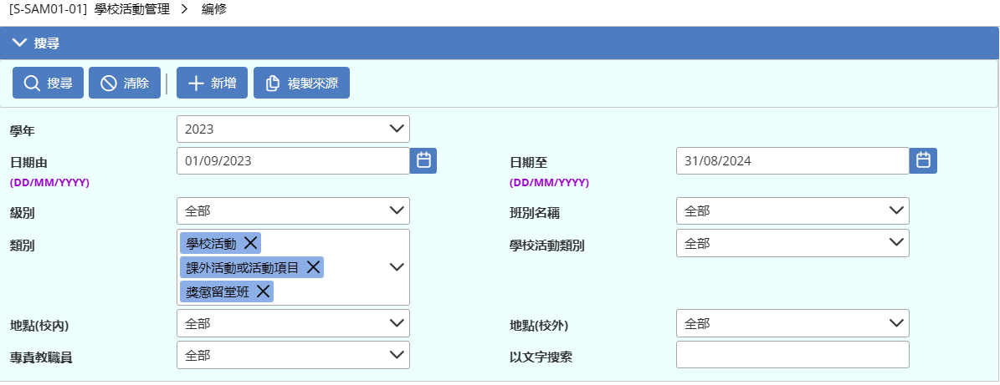 [S-SAM01-01] 學校活動管理 > 編修
搜尋
搜尋 清除 新增 複製來源
學年 2023
日期由 01/09/2023 日期至 31/08/2024
(DD/MM/YYYY) (DD/MM/YYYY)
級別 全部 班別名稱 全部
類別 學校活動 學校活動類別 全部
課外活動或活動項目
獎懲留堂班
地點(校內) 全部 地點(校外) 全部
專責教職員 全部 以文字搜索